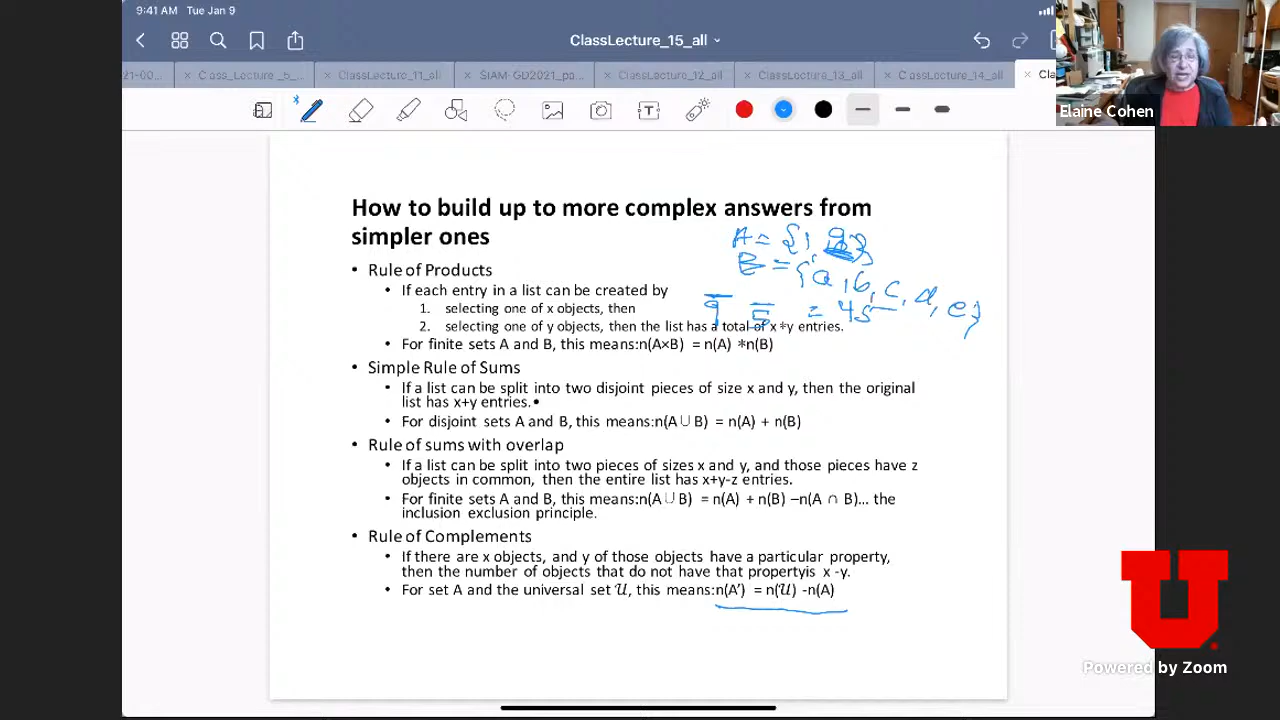 9:41 AM Tue Jan 9
ClassLecture_15_all
Class_Lecture_5_... ClassLecture_11_all SIAM-GD2021_pa... ClassLecture_12_all ClassLecture_13_all ClassLecture_14_all
Elaine Cohen
How to build up to more complex answers from
simpler ones
A = {1
B = {a, b, c, d, e}
9 5 = 45
• Rule of Products
• If each entry in a list can be created by
1. selecting one of x objects, then
2. selecting one of y objects, then the list has a total of x*y entries.
• For finite sets A and B, this means:n(A×B) = n(A) *n(B)
• Simple Rule of Sums
• If a list can be split into two disjoint pieces of size x and y, then the original
list has x+y entries.•
• For disjoint sets A and B, this means:n(A∪B) = n(A) + n(B)
• Rule of sums with overlap
• If a list can be split into two pieces of sizes x and y, and those pieces have z
objects in common, then the entire list has x+y-z entries.
• For finite sets A and B, this means:n(A∪B) = n(A) + n(B) –n(A ∩ B)... the
inclusion exclusion principle.
• Rule of Complements
• If there are x objects, and y of those objects have a particular property,
then the number of objects that do not have that propertyis x -y.
• For set A and the universal set 𝒰, this means:n(A’) = n(𝒰) -n(A)
U
Powered by Zoom